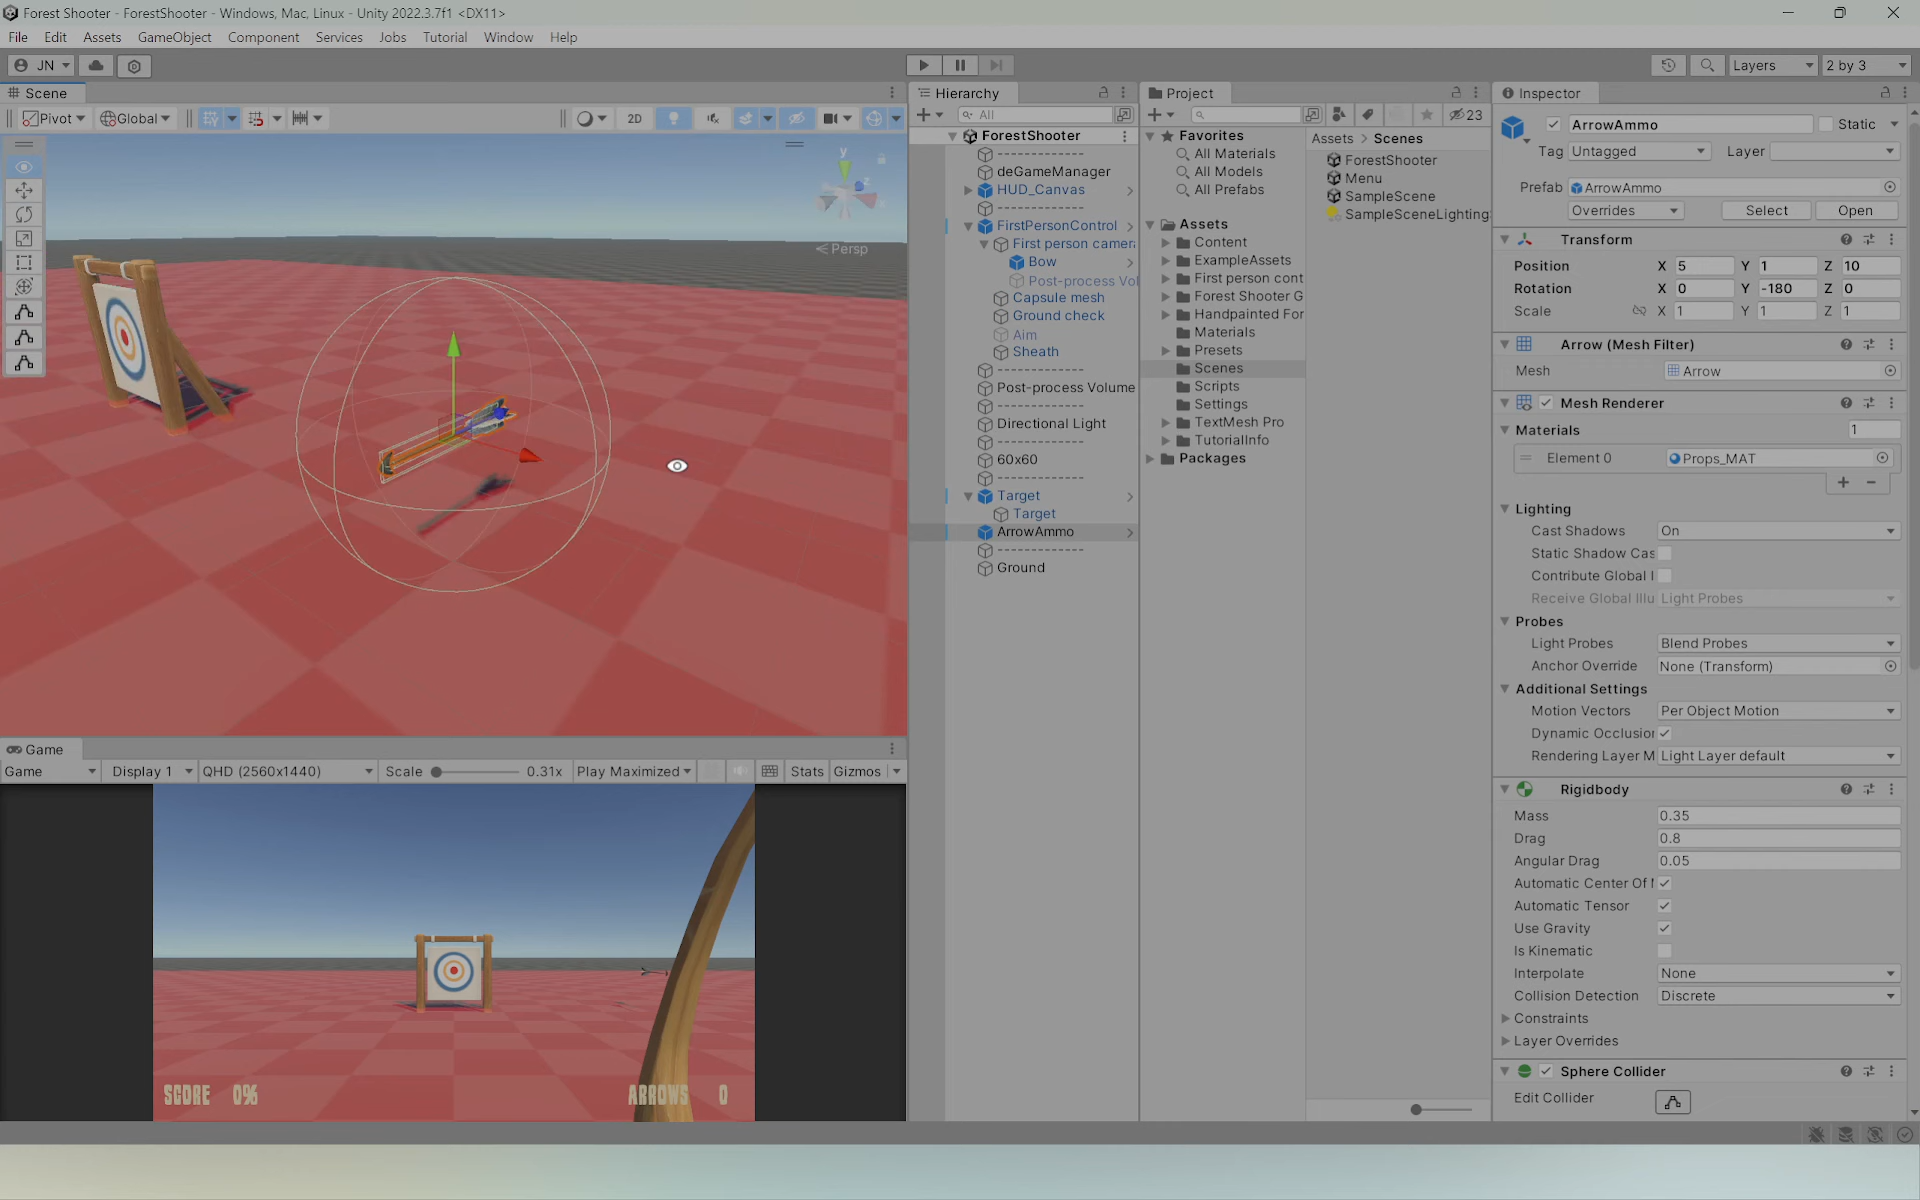 Forest Shooter - ForestShooter - Windows, Mac, Linux - Unity 2022.3.7f1 <DX11>
File Edit Assets GameObject Component Services Jobs Tutorial Window Help
JN
Layers
2 by 3
Scene
Pivot
Global
2D
y
Persp
Hierarchy
All
ForestShooter
--------------
deGameManager
HUD_Canvas
--------------
FirstPersonControl
First person camer
Bow
Post-process Vol
Capsule mesh
Ground check
Aim
Sheath
--------------
Post-process Volume
--------------
Directional Light
--------------
60x60
--------------
Target
Target
ArrowAmmo
--------------
Ground
Project
23
Favorites
All Materials
All Models
All Prefabs
Assets
Content
ExampleAssets
First person cont
Forest Shooter G
Handpainted For
Materials
Presets
Scenes
Scripts
Settings
TextMesh Pro
TutorialInfo
Packages
Assets > Scenes
ForestShooter
Menu
SampleScene
SampleSceneLighting
Inspector
ArrowAmmo
Static
Tag Untagged Layer
Prefab ArrowAmmo
Overrides Select Open
Transform
Position X 5 Y 1 Z 10
Rotation X 0 Y -180 Z 0
Scale X 1 Y 1 Z 1
Arrow (Mesh Filter)
Mesh Arrow
Mesh Renderer
Materials 1
Element 0 Props_MAT
Lighting
Cast Shadows On
Static Shadow Cas
Contribute Global I
Receive Global Illu Light Probes
Probes
Light Probes Blend Probes
Anchor Override None (Transform)
Additional Settings
Motion Vectors Per Object Motion
Dynamic Occlusion
Rendering Layer M Light Layer default
Rigidbody
Mass 0.35
Drag 0.8
Angular Drag 0.05
Automatic Center Of
Automatic Tensor
Use Gravity
Is Kinematic
Interpolate None
Collision Detection Discrete
Constraints
Layer Overrides
Sphere Collider
Edit Collider
Game
Game Display 1 QHD (2560x1440) Scale 0.31x Play Maximized Stats Gizmos
SCORE 0% ARROWS 0